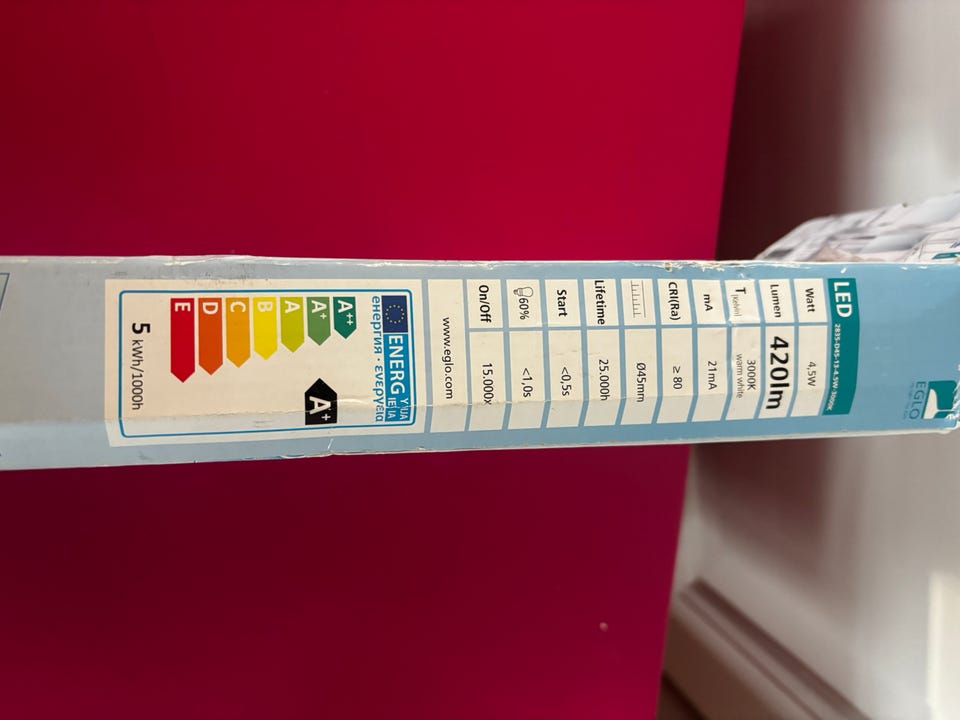 EGLO
LED 2835-D45-13-4.5W-3000K
Watt 4,5W
Lumen 420lm
T[Kelvin] 3000K
warm white
mA 21mA
CRI(Ra) ≥ 80
Ø45mm
Lifetime 25.000h
Start <0,5s
60% <1,0s
On/Off 15.000x
www.eglo.com
ENERG Y IJA
IE IA
енергия · ενεργεια
A++
A+
A
B
C
D
E
A+
5 kWh/1000h